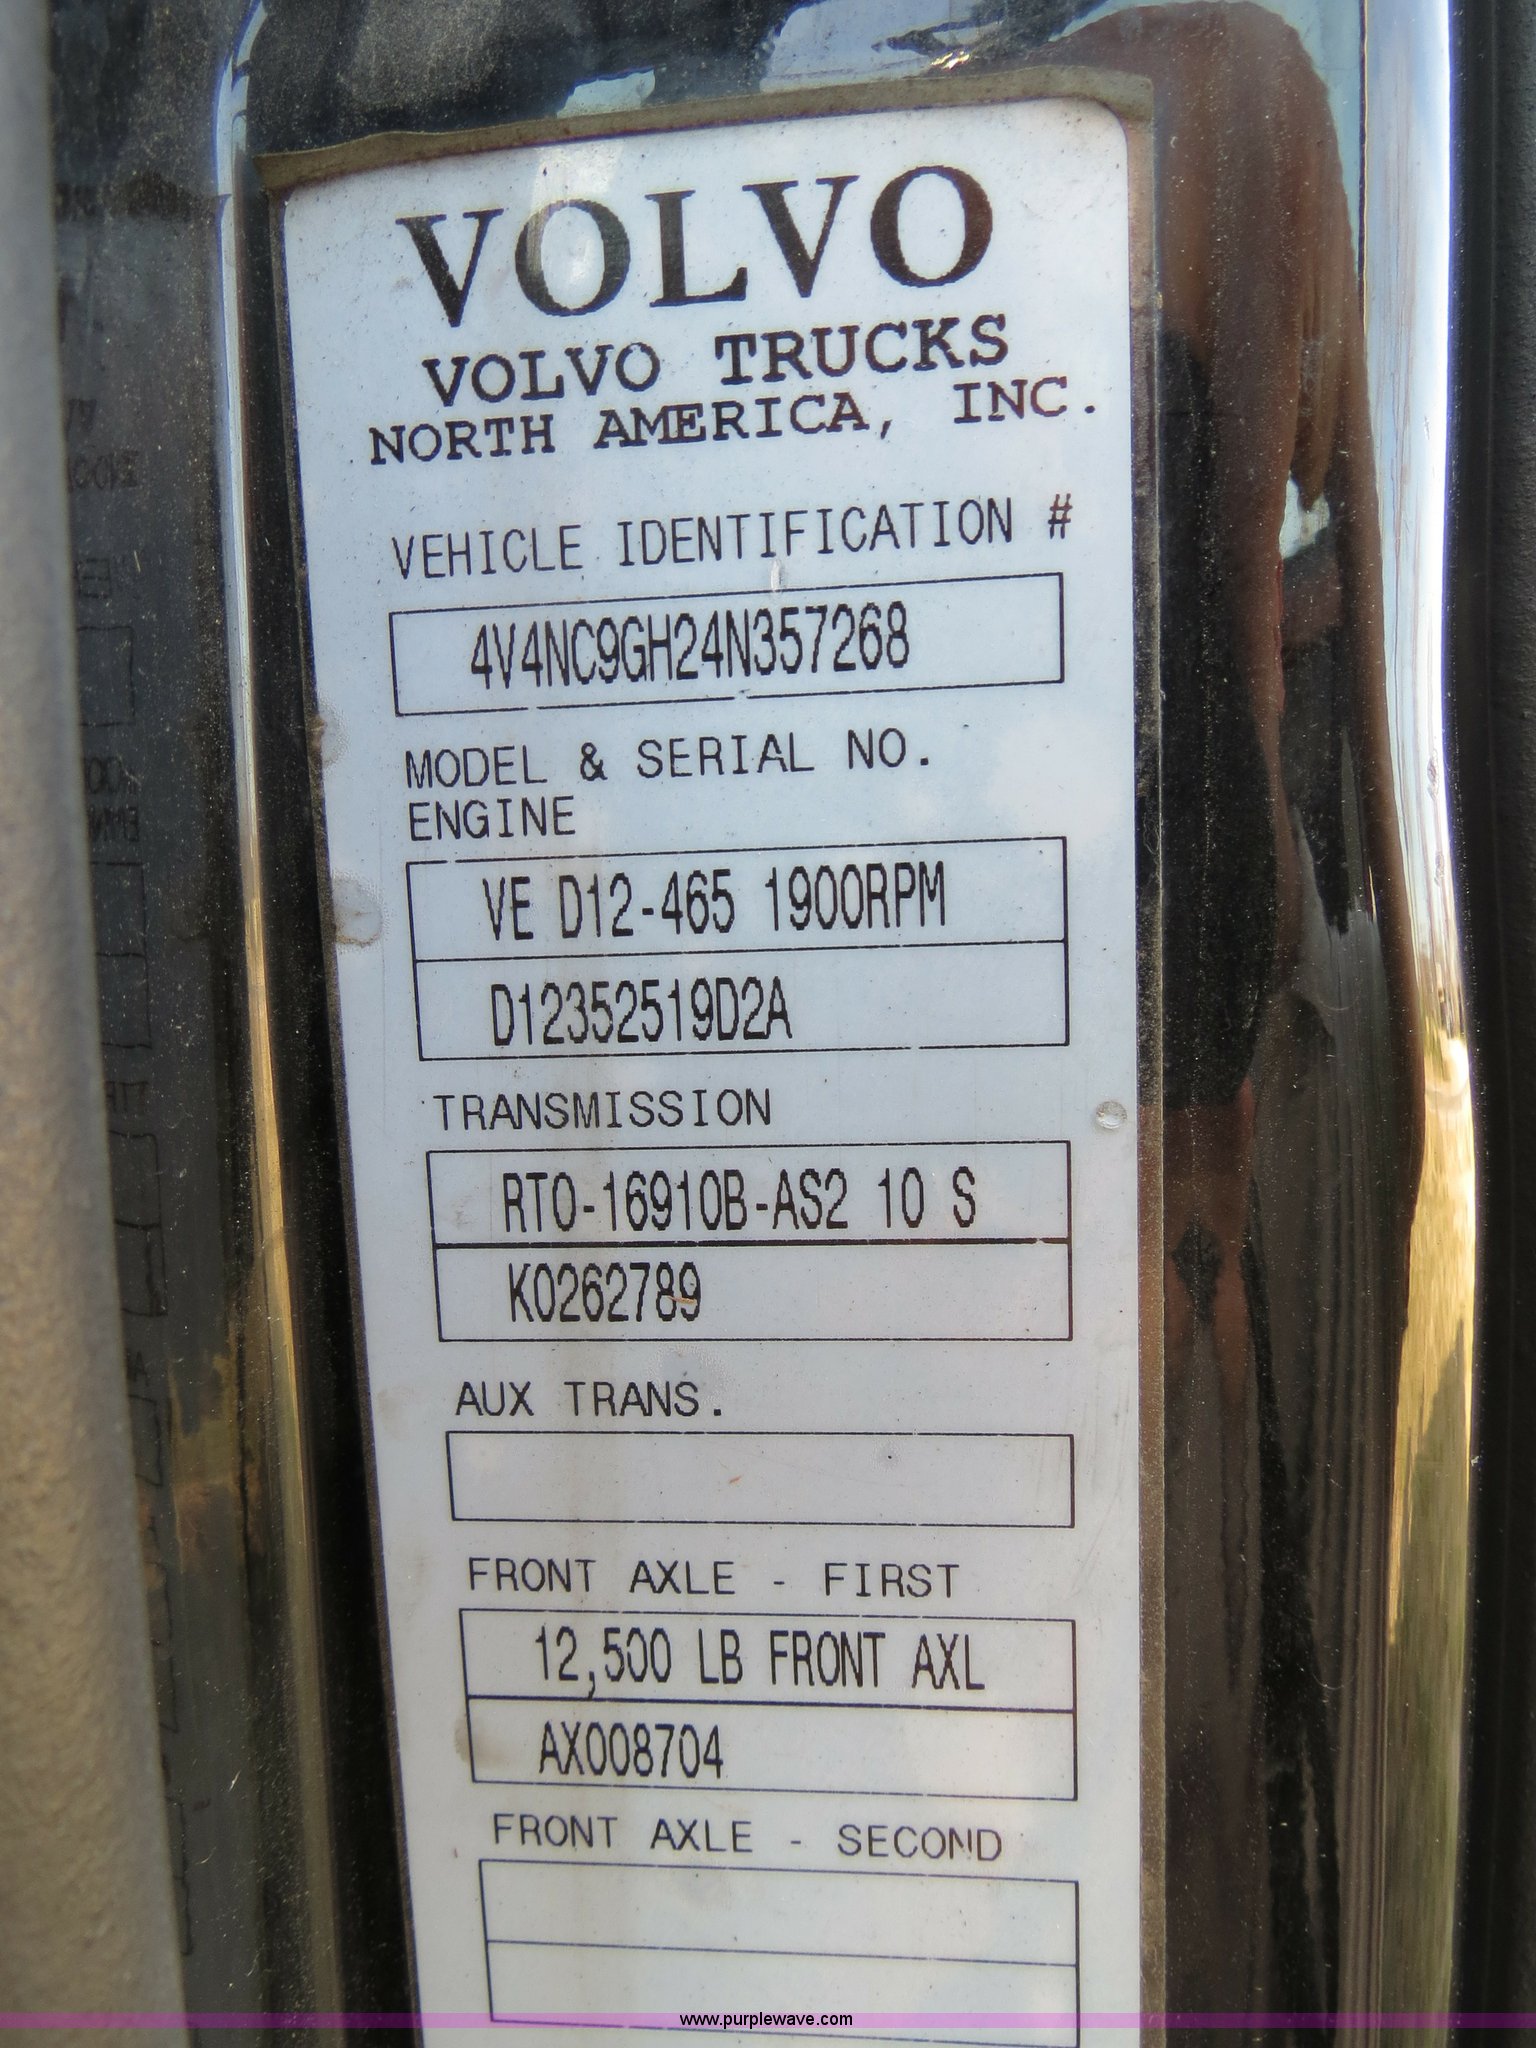 VOLVO
VOLVO TRUCKS
NORTH AMERICA, INC.
VEHICLE IDENTIFICATION #
4V4NC9GH24N357268
MODEL & SERIAL NO.
ENGINE
VE D12-465 1900RPM
D12352519D2A
TRANSMISSION
RTO-16910B-AS2 10 S
K0262789
AUX TRANS.
FRONT AXLE - FIRST
12,500 LB FRONT AXL
AX008704
FRONT AXLE - SECOND
www.purplewave.com